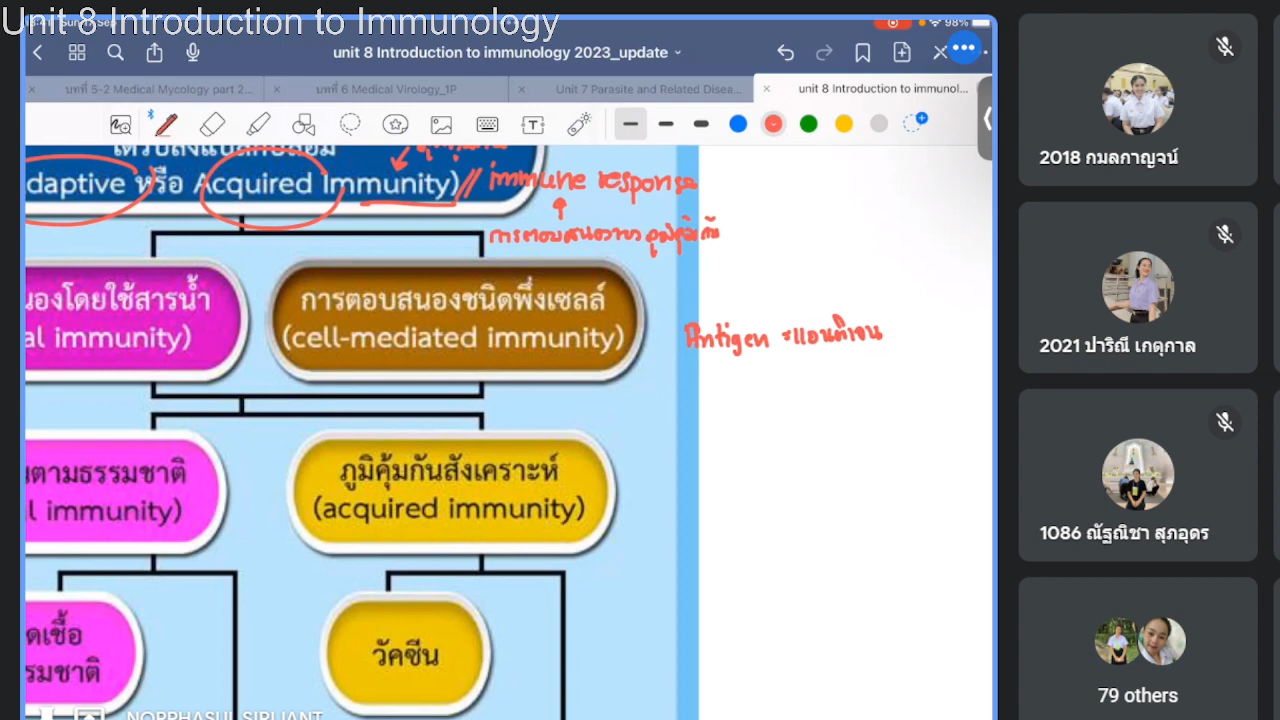 Unit 8 Introduction to Immunology
98%
unit 8 Introduction to immunology 2023_update
บทที่ 5-2 Medical Mycology part 2...
บทที่ 6 Medical Virology_1P
Unit 7 Parasite and Related Disea...
unit 8 Introduction to immunol...
daptive หรือ Acquired Immunity)
immune response
การตอบสนองทางภูมิคุ้มกัน
นองโดยใช้สารน้ำ
al immunity)
การตอบสนองชนิดพึ่งเซลล์
(cell-mediated immunity)
Antigen = แอนติเจน
ตามธรรมชาติ
l immunity)
ภูมิคุ้มกันสังเคราะห์
(acquired immunity)
ดเชื้อ
รมชาติ
วัคซีน
2018 กมลกาญจน์
2021 ปาริณี เกตุกาล
1086 ณัฐณิชา สุภอุดร
79 others